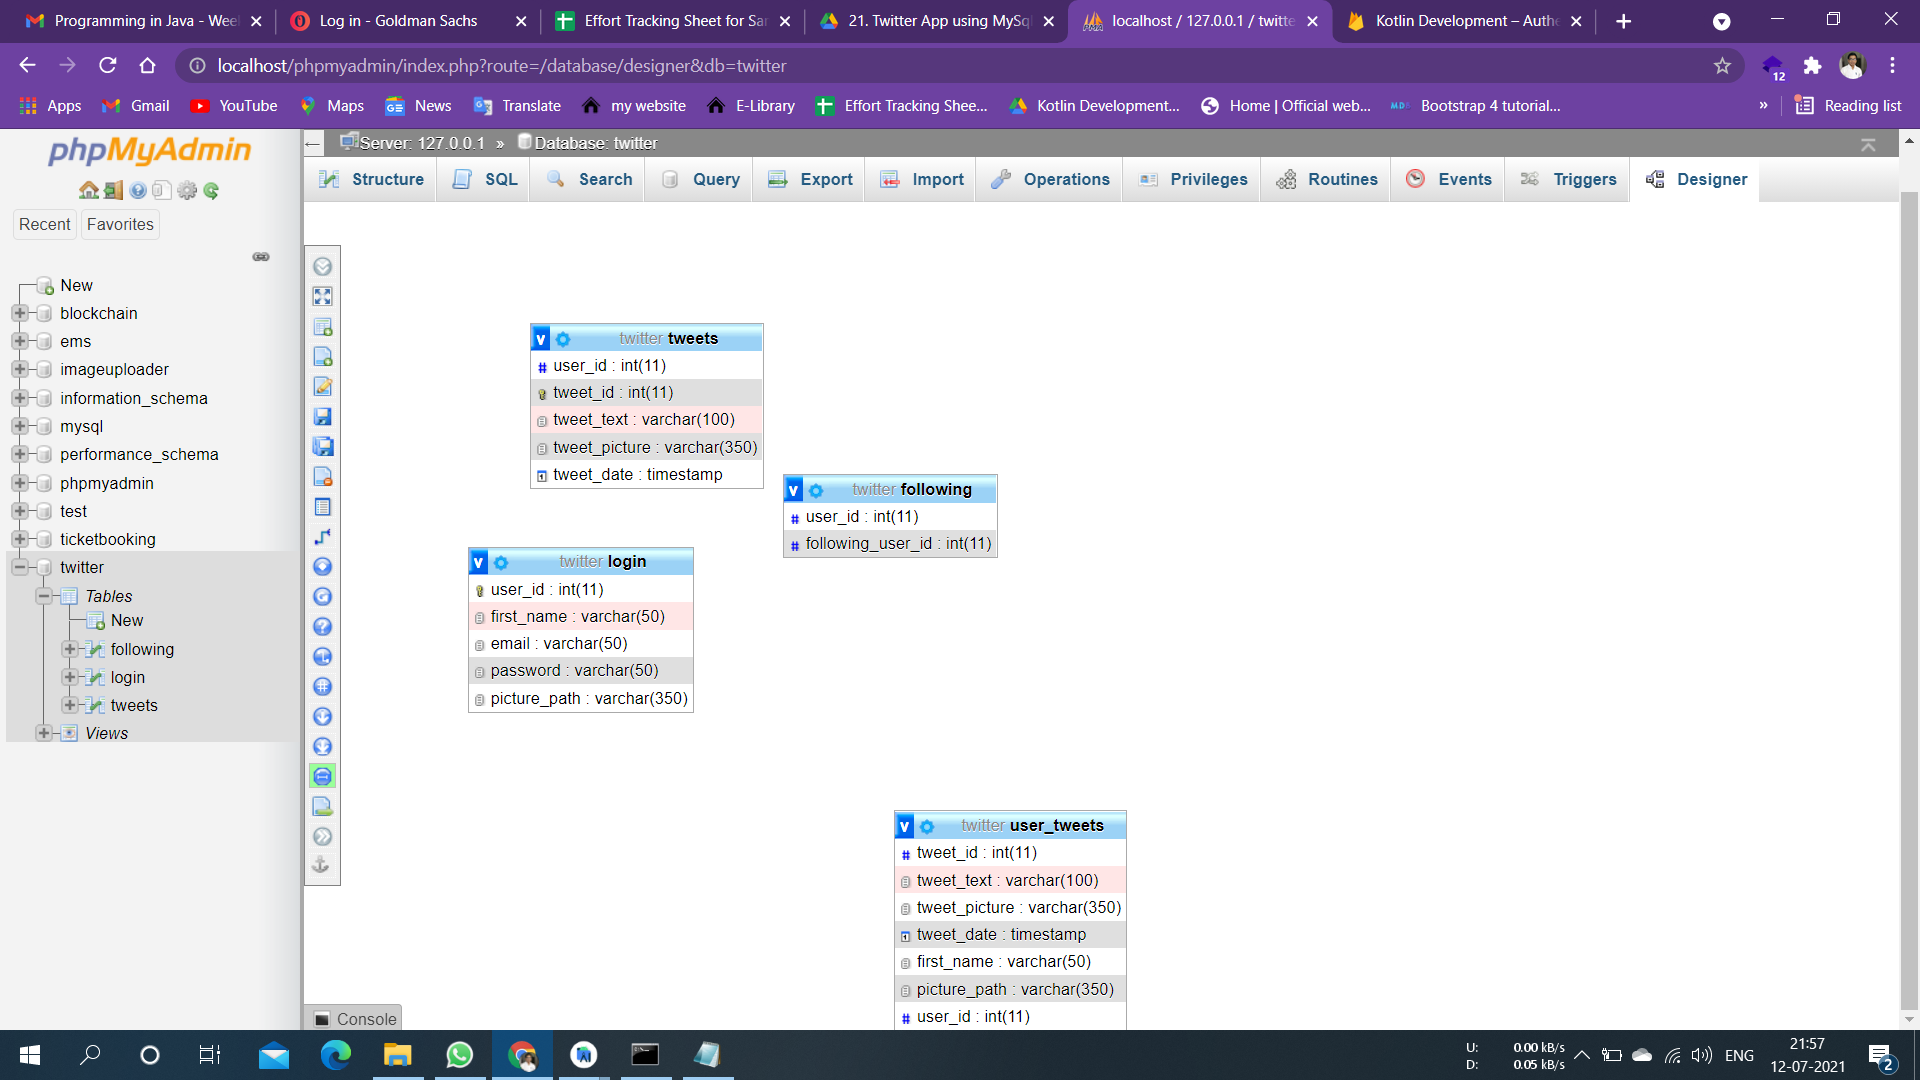 Programming in Java - Wee
Log in - Goldman Sachs
Effort Tracking Sheet for Sar
21. Twitter App using MySq
localhost / 127.0.0.1 / twitte
Kotlin Development – Authe
localhost/phpmyadmin/index.php?route=/database/designer&db=twitter
12
Apps
Gmail
YouTube
Maps
News
Translate
my website
E-Library
Effort Tracking Shee...
Kotlin Development...
Home | Official web...
Bootstrap 4 tutorial...
»
Reading list
phpMyAdmin
Recent
Favorites
New
blockchain
ems
imageuploader
information_schema
mysql
performance_schema
phpmyadmin
test
ticketbooking
twitter
Tables
New
following
login
tweets
Views
Server: 127.0.0.1 » Database: twitter
Structure
SQL
Search
Query
Export
Import
Operations
Privileges
Routines
Events
Triggers
Designer
v twitter tweets
user_id : int(11)
tweet_id : int(11)
tweet_text : varchar(100)
tweet_picture : varchar(350)
tweet_date : timestamp
v twitter following
user_id : int(11)
following_user_id : int(11)
v twitter login
user_id : int(11)
first_name : varchar(50)
email : varchar(50)
password : varchar(50)
picture_path : varchar(350)
v twitter user_tweets
tweet_id : int(11)
tweet_text : varchar(100)
tweet_picture : varchar(350)
tweet_date : timestamp
first_name : varchar(50)
picture_path : varchar(350)
user_id : int(11)
Console
U: 0.00 kB/s
D: 0.05 kB/s
ENG
21:57
12-07-2021
2